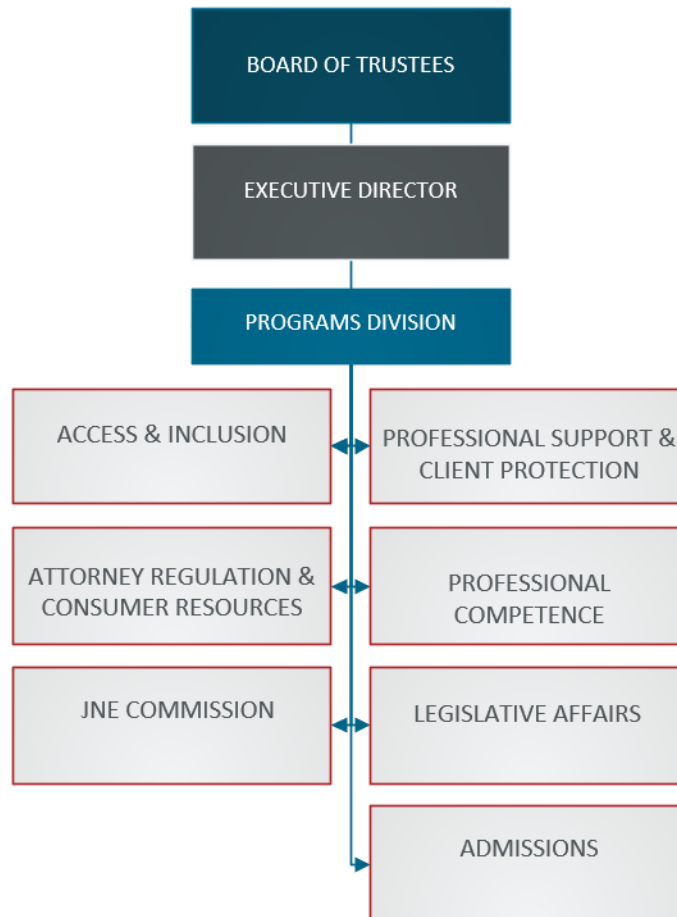 BOARD OF TRUSTEES
EXECUTIVE DIRECTOR
PROGRAMS DIVISION
ACCESS & INCLUSION
PROFESSIONAL SUPPORT &
CLIENT PROTECTION
ATTORNEY REGULATION &
CONSUMER RESOURCES
PROFESSIONAL
COMPETENCE
JNE COMMISSION
LEGISLATIVE AFFAIRS
ADMISSIONS